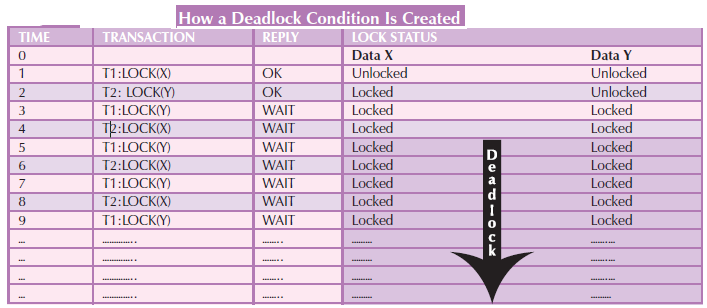 How a Deadlock Condition Is Created
TIME TRANSACTION REPLY LOCK STATUS
0 Data X Data Y
1 T1:LOCK(X) OK Unlocked Unlocked
2 T2: LOCK(Y) OK Locked Unlocked
3 T1:LOCK(Y) WAIT Locked Locked
4 T2:LOCK(X) WAIT Locked Locked
5 T1:LOCK(Y) WAIT Locked Locked
6 T2:LOCK(X) WAIT Locked Locked
7 T1:LOCK(Y) WAIT Locked Locked
8 T2:LOCK(X) WAIT Locked Locked
9 T1:LOCK(Y) WAIT Locked Locked
... .............. ........ ......... ..........
... .............. ........ ......... ..........
... .............. ........ ......... ..........
... .............. ........ ......... .........
Deadlock